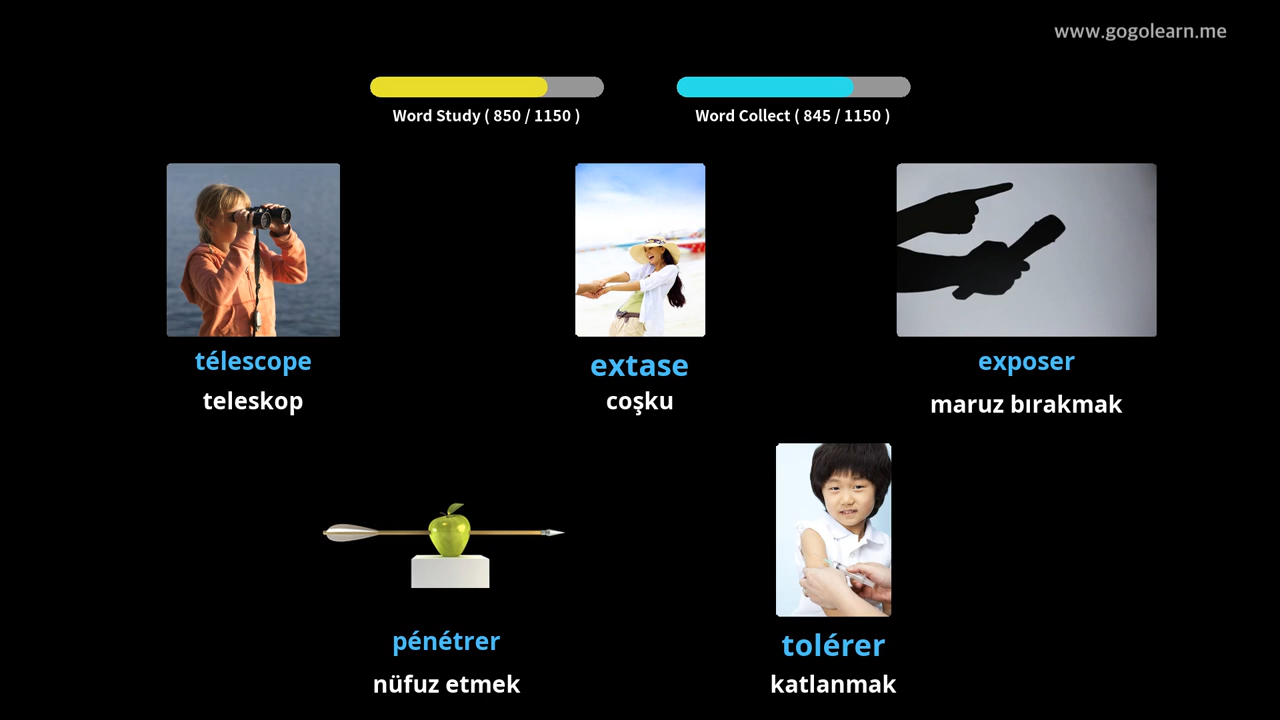 www.gogolearn.me
Word Study ( 850 / 1150 )
Word Collect ( 845 / 1150 )
télescope
teleskop
extase
coşku
exposer
maruz bırakmak
pénétrer
nüfuz etmek
tolérer
katlanmak